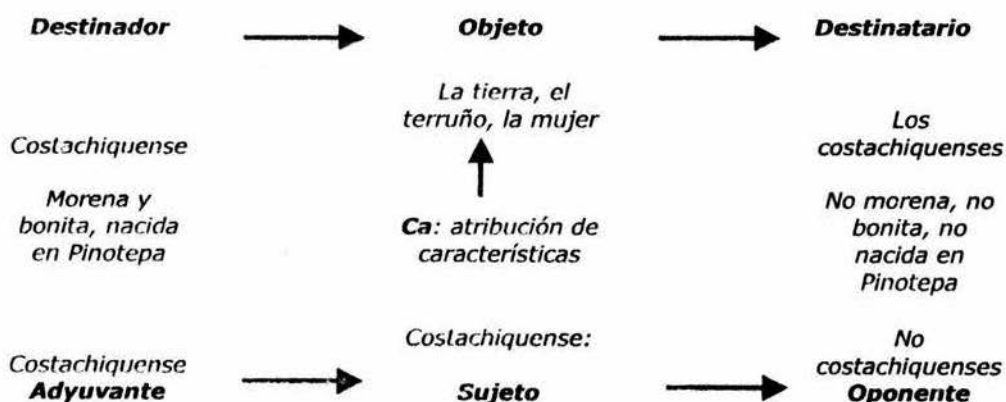 Destinador
Objeto
Destinatario
La tierra, el
terruño, la mujer
Costachiquense
Los
costachiquenses
Morena y
bonita, nacida
en Pinotepa
Ca: atribución de
características
No morena, no
bonita, no
nacida en
Pinotepa
Costachiquense
Adyuvante
Costachiquense:
Sujeto
No
costachiquenses
Oponente